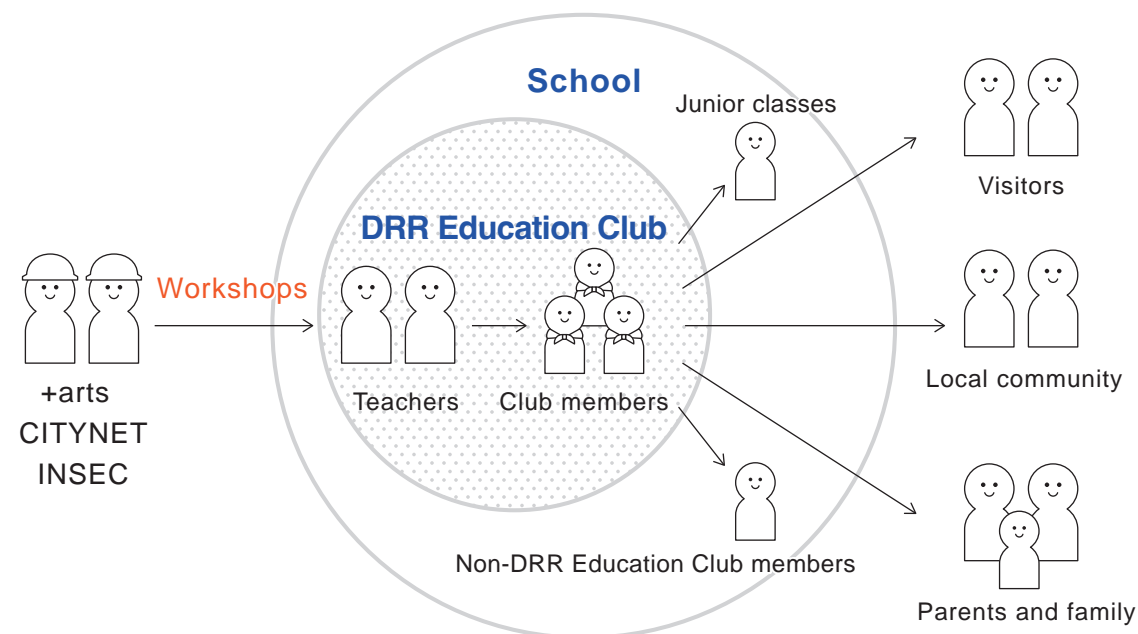 School
Junior classes
Visitors
DRR Education Club
Workshops
Local community
+arts
CITYNET
INSEC
Teachers
Club members
Non-DRR Education Club members
Parents and family